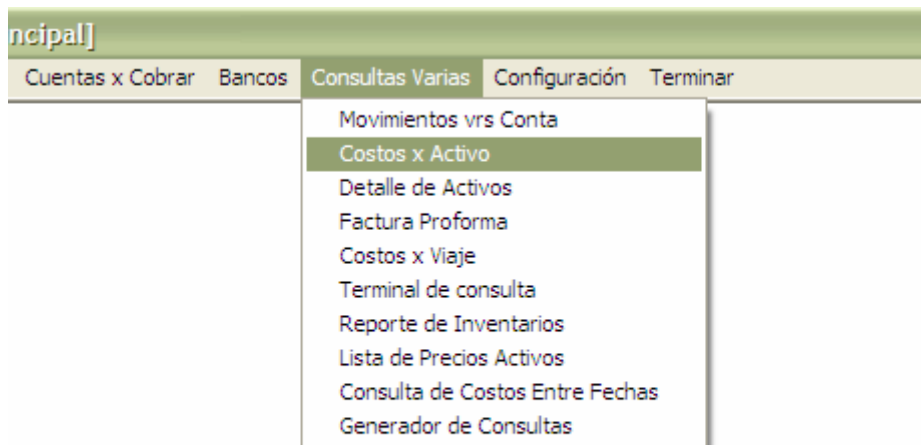 ncipal]
Cuentas x Cobrar Bancos Consultas Varias Configuración Terminar
Movimientos vrs Conta
Costos x Activo
Detalle de Activos
Factura Proforma
Costos x Viaje
Terminal de consulta
Reporte de Inventarios
Lista de Precios Activos
Consulta de Costos Entre Fechas
Generador de Consultas